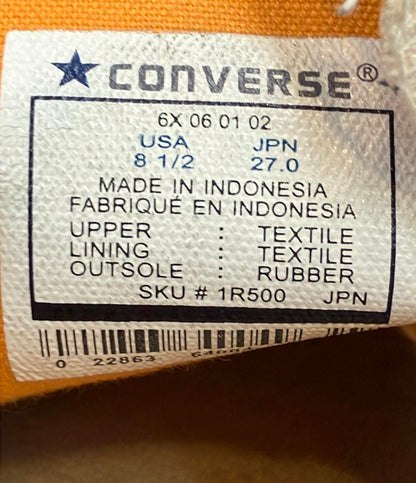 CONVERSE®
6X 06 01 02
USA JPN
8 1/2 27.0
MADE IN INDONESIA
FABRIQUÉ EN INDONESIA
UPPER : TEXTILE
LINING : TEXTILE
OUTSOLE : RUBBER
SKU # 1R500 JPN
0 22863